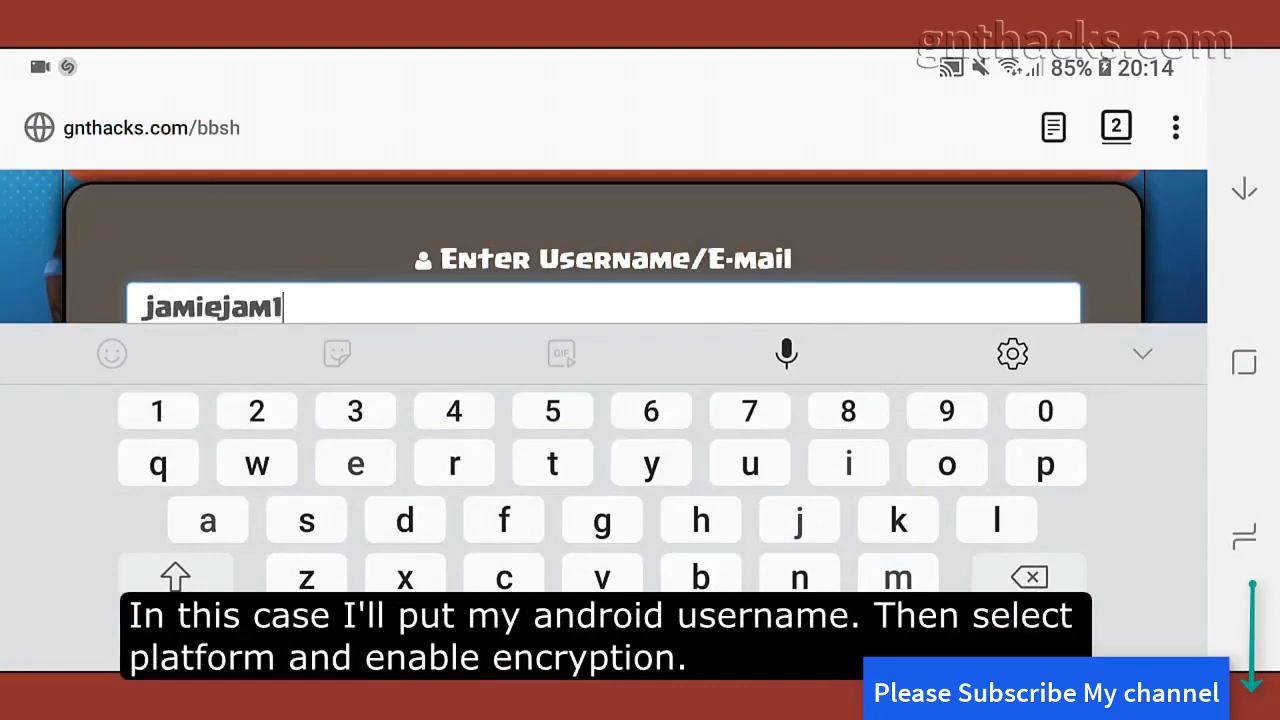 gnthacks.com
85% 20:14
gnthacks.com/bbsh
2
Enter Username/E-mail
jamiejam1
GIF
1 2 3 4 5 6 7 8 9 0
q w e r t y u i o p
a s d f g h j k l
z x c v b n m
In this case I'll put my android username. Then select
platform and enable encryption.
Please Subscribe My channel